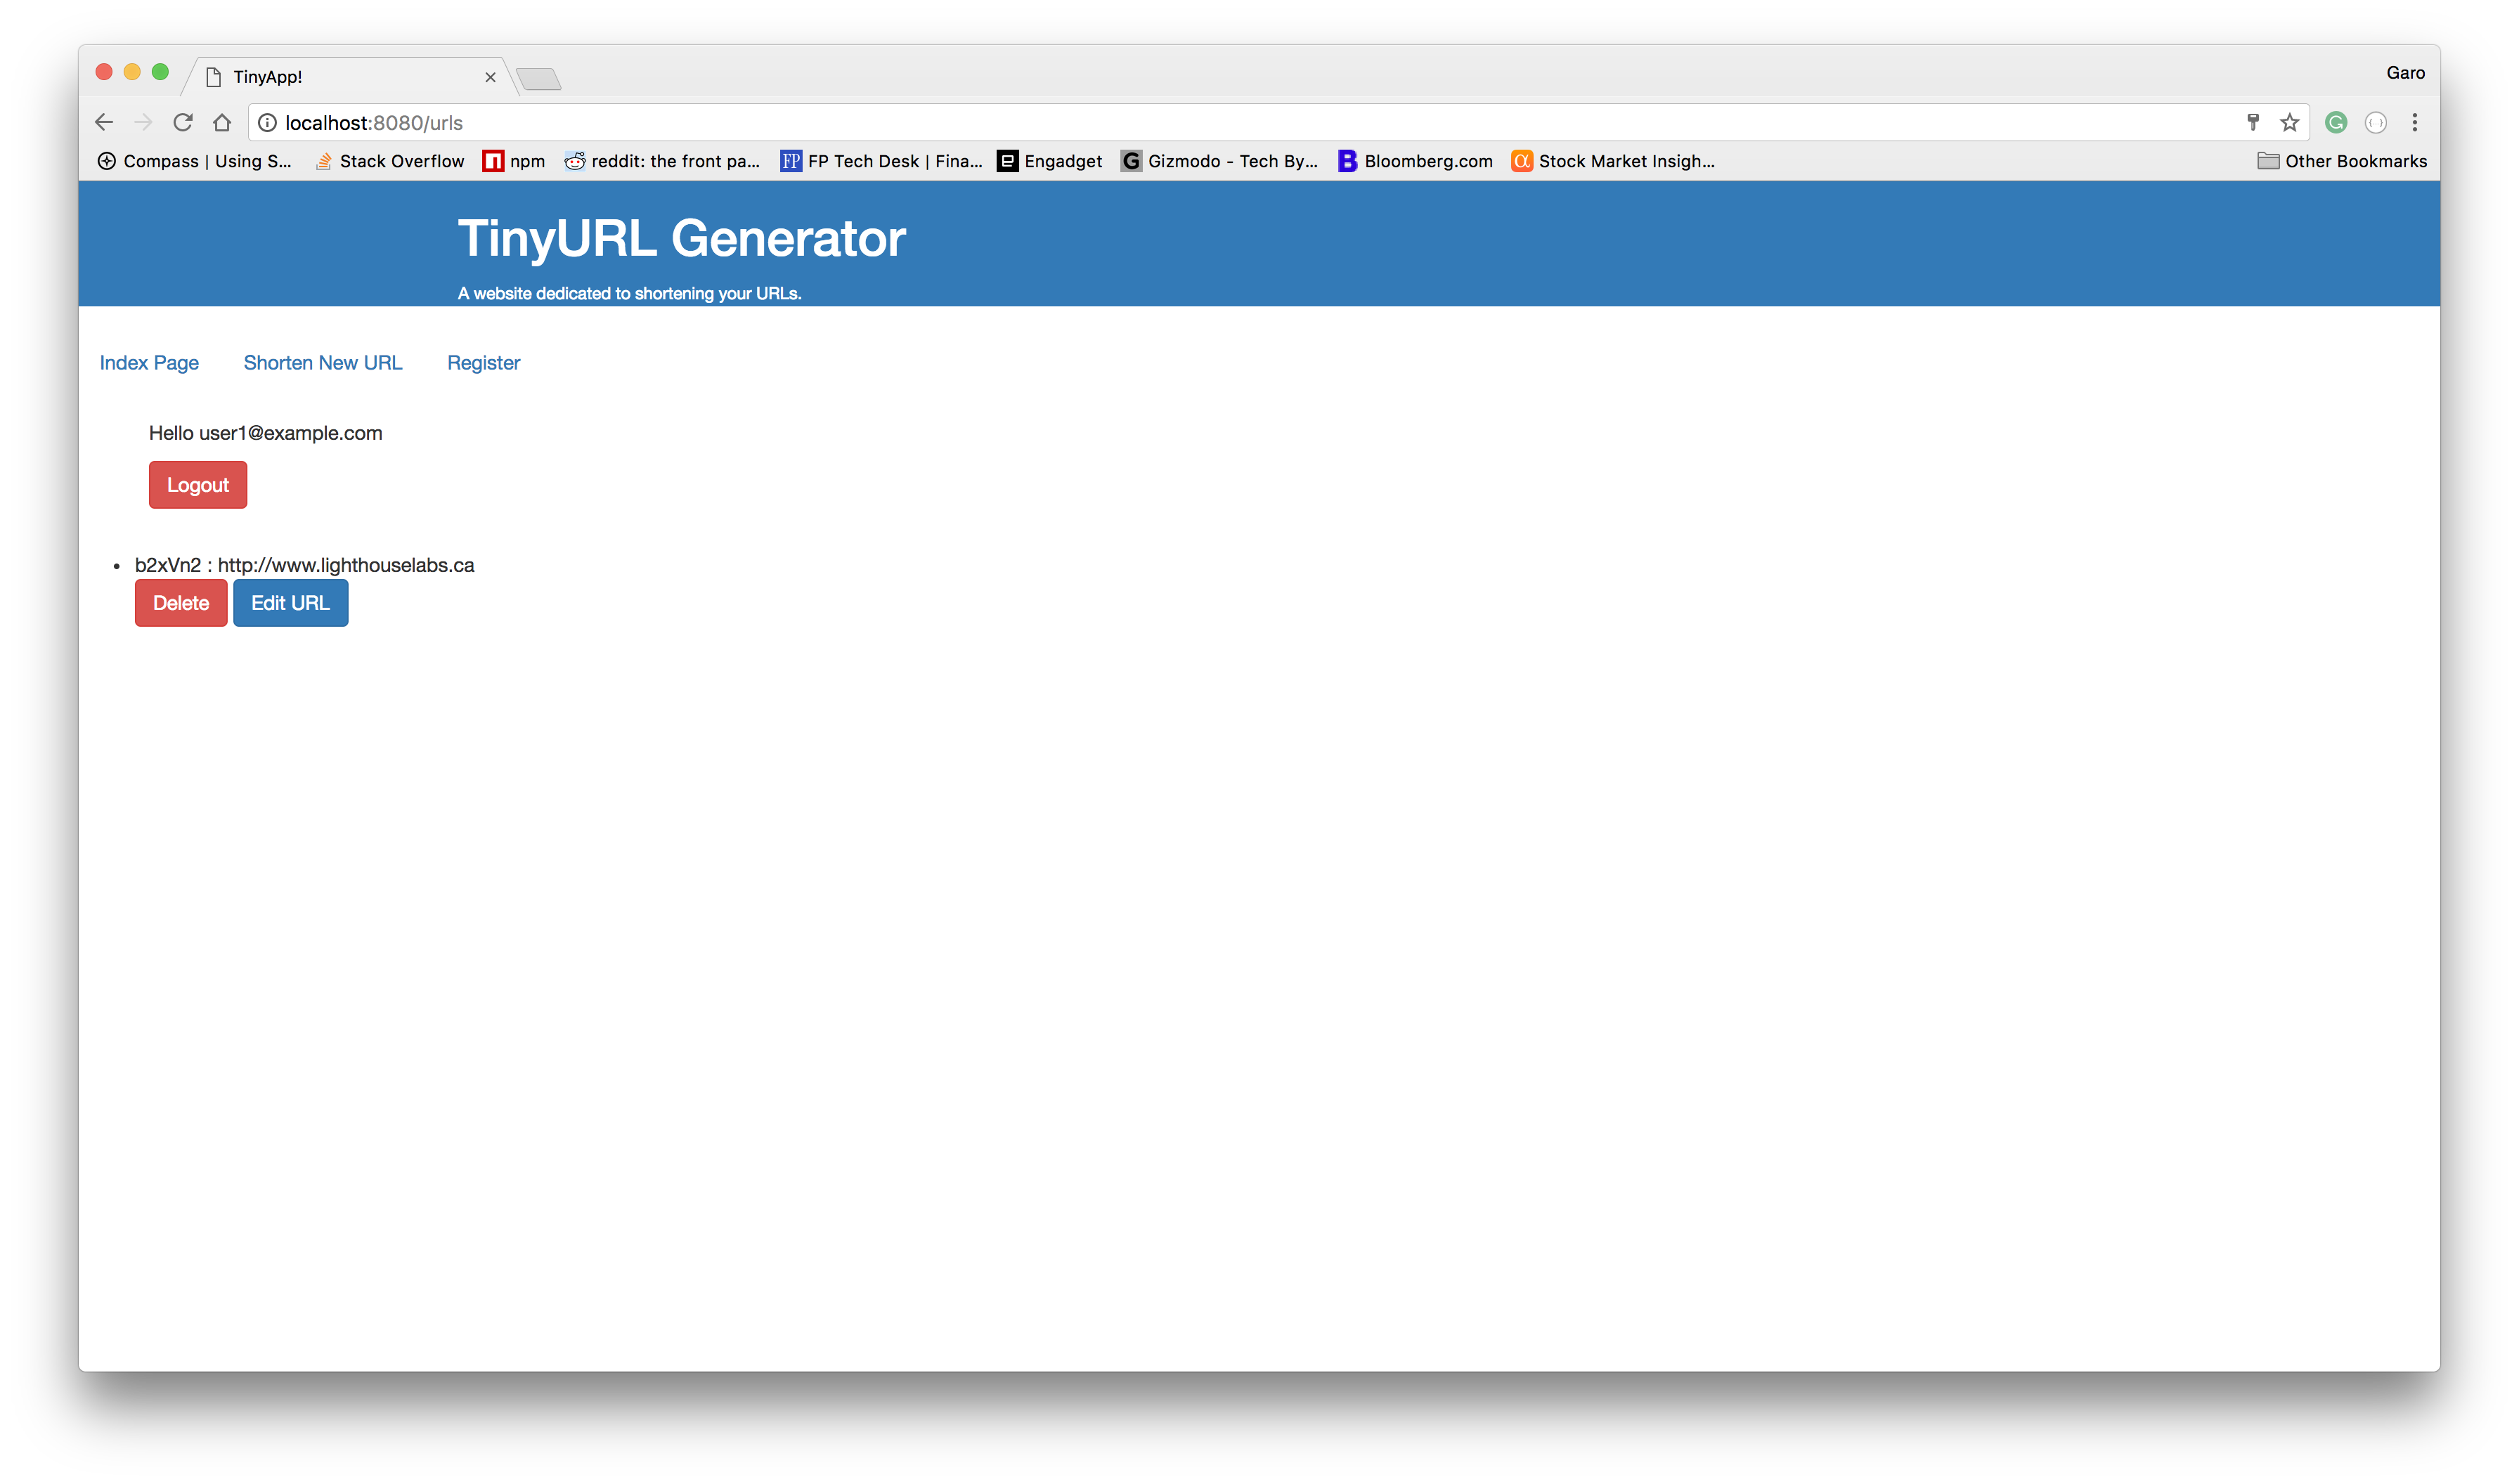 TinyApp!
Garo
localhost:8080/urls
Compass | Using S... Stack Overflow npm reddit: the front pa... FP FP Tech Desk | Fina... Engadget G Gizmodo - Tech By... B Bloomberg.com α Stock Market Insigh... Other Bookmarks
TinyURL Generator
A website dedicated to shortening your URLs.
Index Page Shorten New URL Register
Hello user1@example.com
Logout
• b2xVn2 : http://www.lighthouselabs.ca
Delete Edit URL